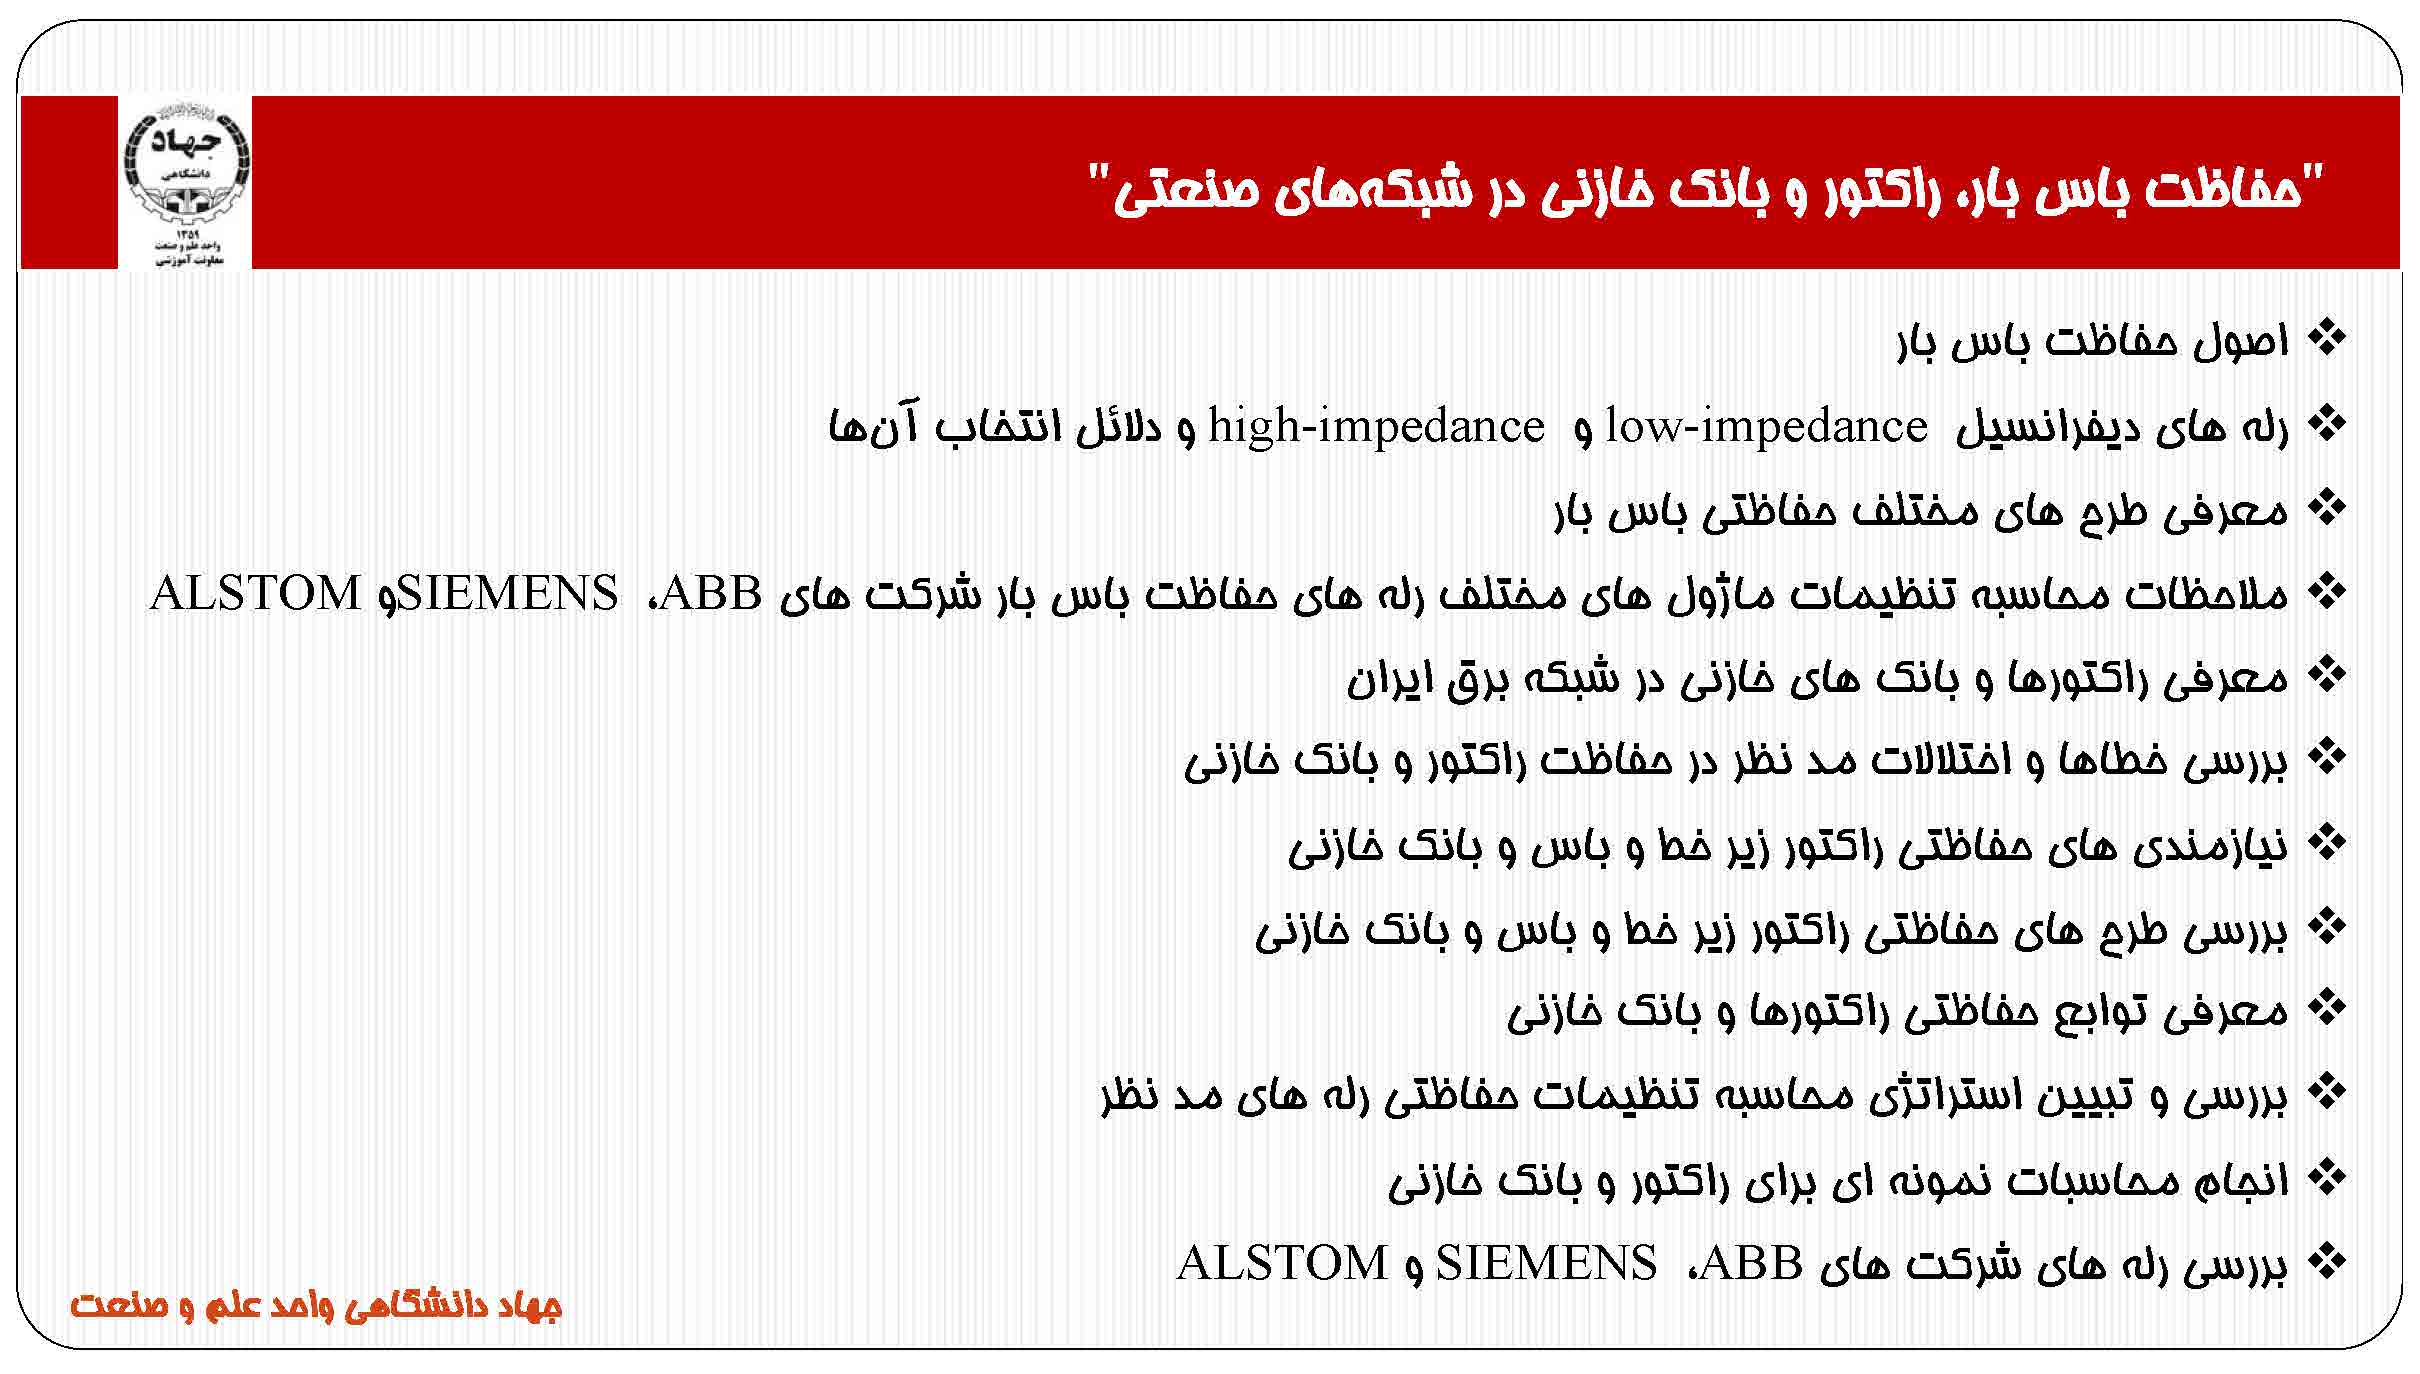 جهاد
دانشگاهی
۱۳۵۹
واحد علم و صنعت
معاونت آموزشی
"حفاظت باس بار، راکتور و بانک خازنی در شبکه‌های صنعتی"
❖ اصول حفاظت باس بار
❖ رله های دیفرانسیل low-impedance و high-impedance و دلائل انتخاب آن‌ها
❖ معرفی طرح های مختلف حفاظتی باس بار
❖ ملاحظات محاسبه تنظیمات ماژول های مختلف رله های حفاظت باس بار شرکت های ABB، SIEMENSو ALSTOM
❖ معرفی راکتورها و بانک های خازنی در شبکه برق ایران
❖ بررسی خطاها و اختلالات مد نظر در حفاظت راکتور و بانک خازنی
❖ نیازمندی های حفاظتی راکتور زیر خط و باس و بانک خازنی
❖ بررسی طرح های حفاظتی راکتور زیر خط و باس و بانک خازنی
❖ معرفی توابع حفاظتی راکتورها و بانک خازنی
❖ بررسی و تبیین استراتژی محاسبه تنظیمات حفاظتی رله های مد نظر
❖ انجام محاسبات نمونه ای برای راکتور و بانک خازنی
❖ بررسی رله های شرکت های ABB، SIEMENS و ALSTOM
جهاد دانشگاهی واحد علم و صنعت